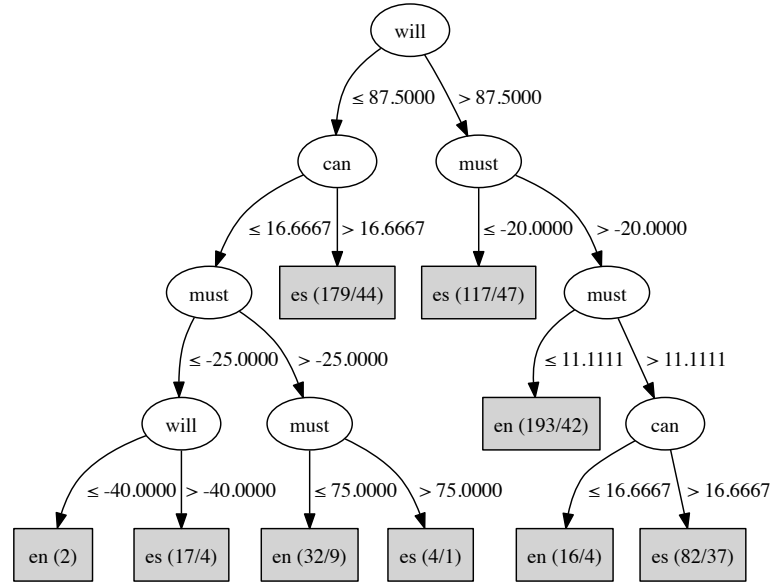 will
≤ 87.5000 > 87.5000
can must
≤ 16.6667 > 16.6667 ≤ -20.0000 > -20.0000
must es (179/44) es (117/47) must
≤ -25.0000 > -25.0000 ≤ 11.1111 > 11.1111
will must en (193/42) can
≤ -40.0000 > -40.0000 ≤ 75.0000 > 75.0000 ≤ 16.6667 > 16.6667
en (2) es (17/4) en (32/9) es (4/1) en (16/4) es (82/37)